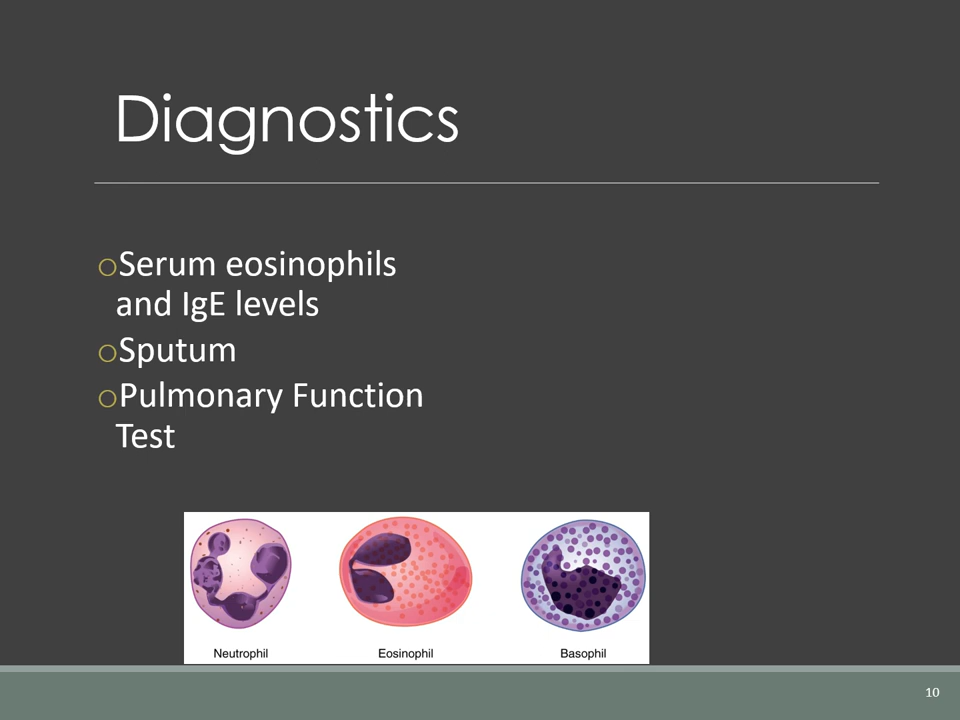 Diagnostics
oSerum eosinophils
and IgE levels
oSputum
oPulmonary Function
Test
Neutrophil
Eosinophil
Basophil
10